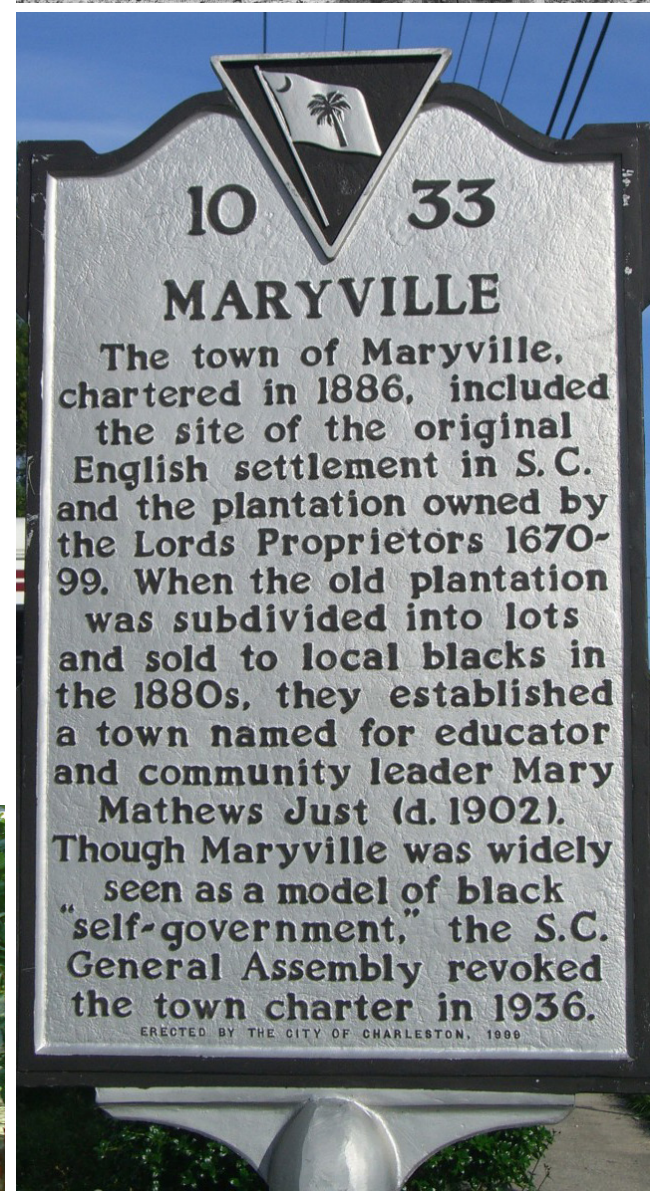 10 33
MARYVILLE
The town of Maryville,
chartered in 1886, included
the site of the original
English settlement in S.C.
and the plantation owned by
the Lords Proprietors 1670-
99. When the old plantation
was subdivided into lots
and sold to local blacks in
the 1880s, they established
a town named for educator
and community leader Mary
Mathews Just (d. 1902).
Though Maryville was widely
seen as a model of black
"self-government," the S.C.
General Assembly revoked
the town charter in 1936.
ERECTED BY THE CITY OF CHARLESTON, 1999